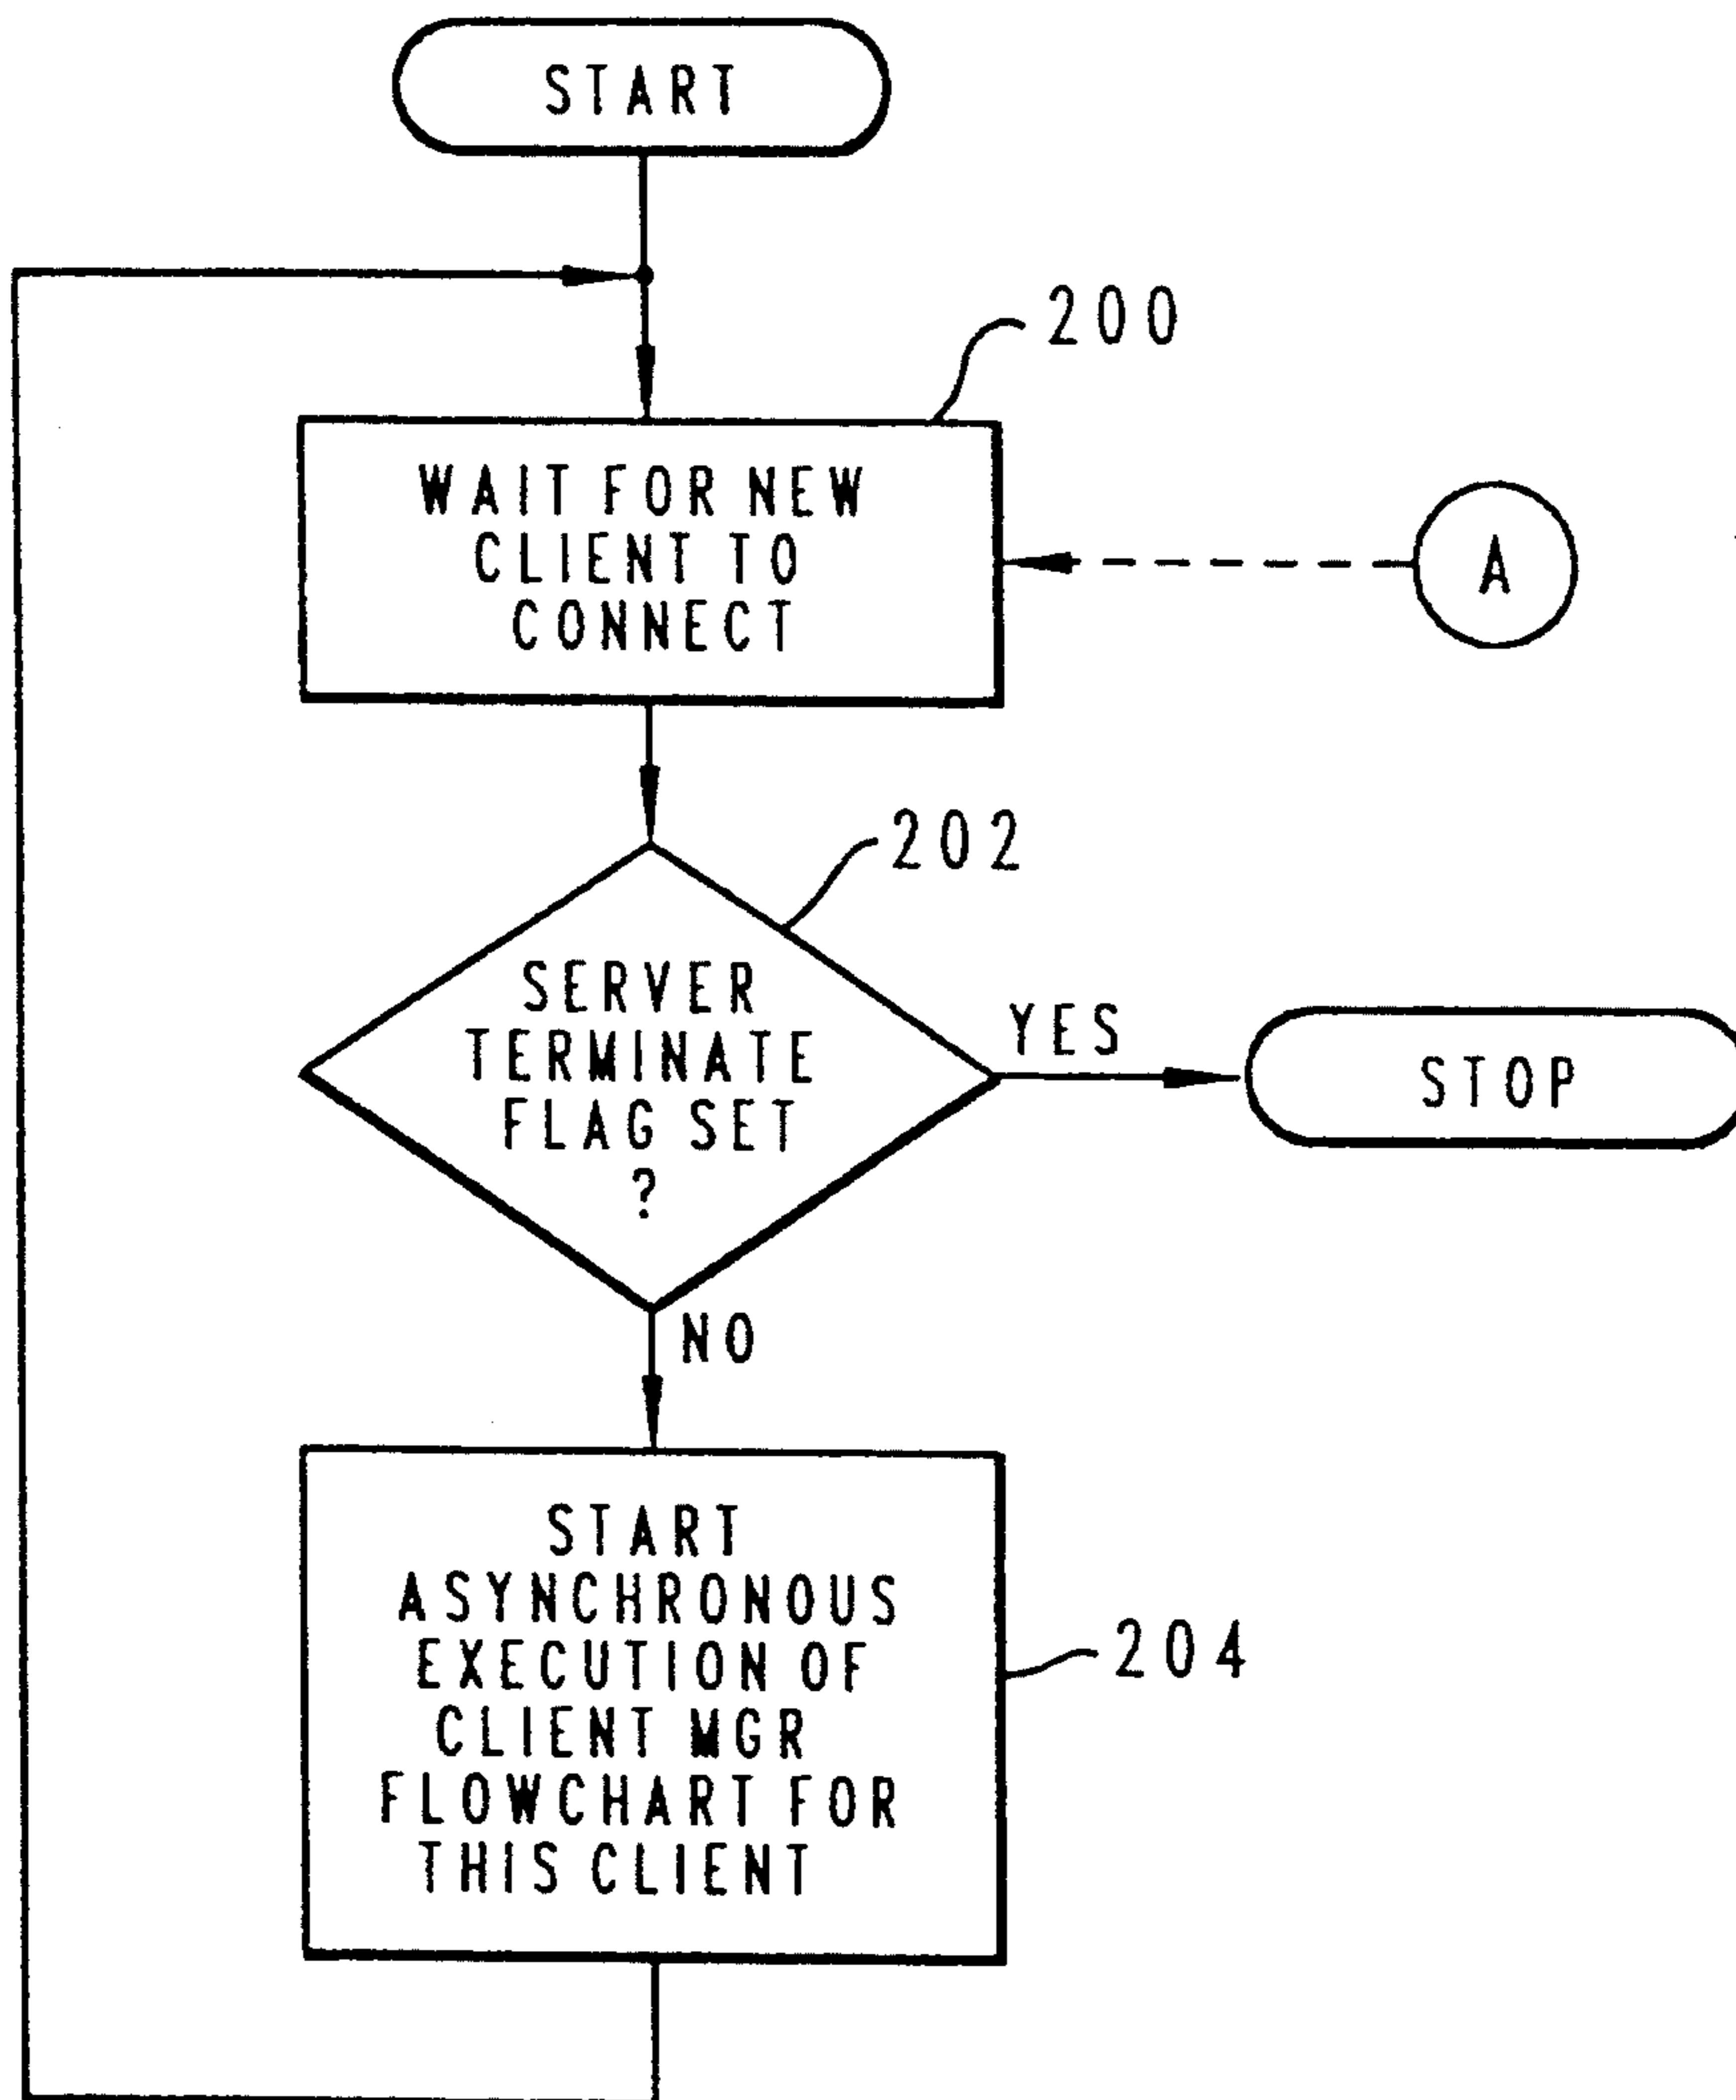 START
200
WAIT FOR NEW
CLIENT TO
CONNECT
A
202
SERVER
TERMINATE
FLAG SET
?
YES
STOP
NO
START
ASYNCHRONOUS
EXECUTION OF
CLIENT MGR
FLOWCHART FOR
THIS CLIENT
204